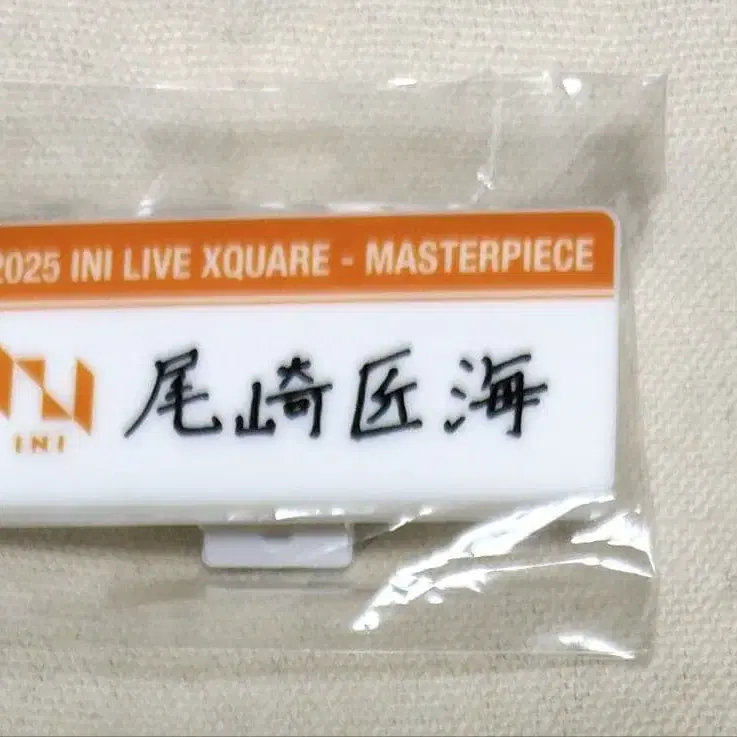 2025 INI LIVE XQUARE - MASTERPIECE
尾崎匠海
INI